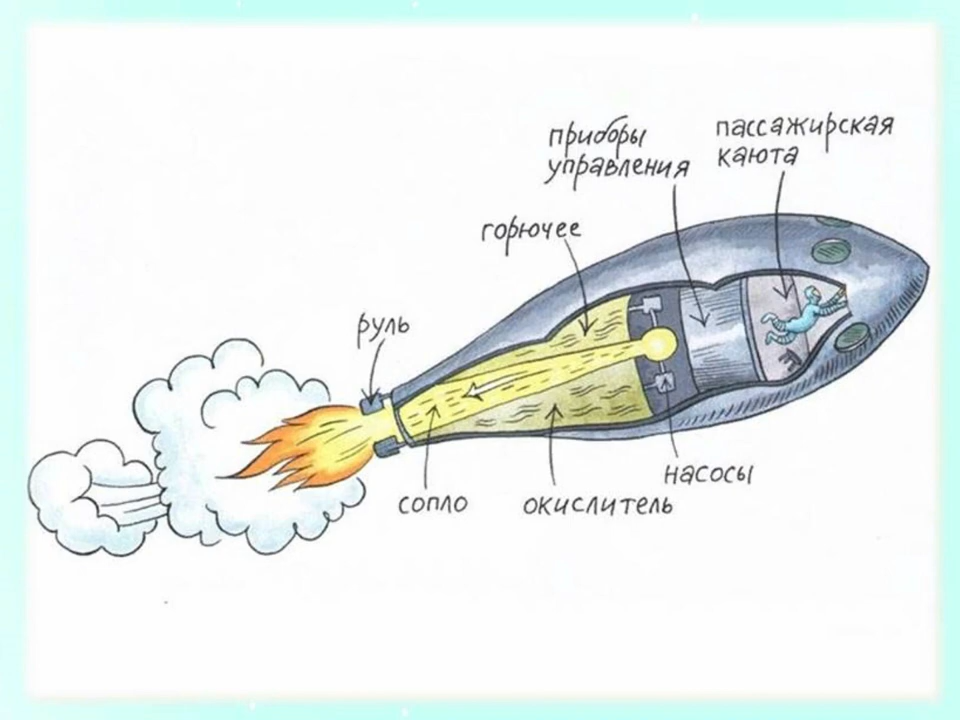 приборы
управления
пассажирская
каюта
горючее
руль
сопло
окислитель
насосы